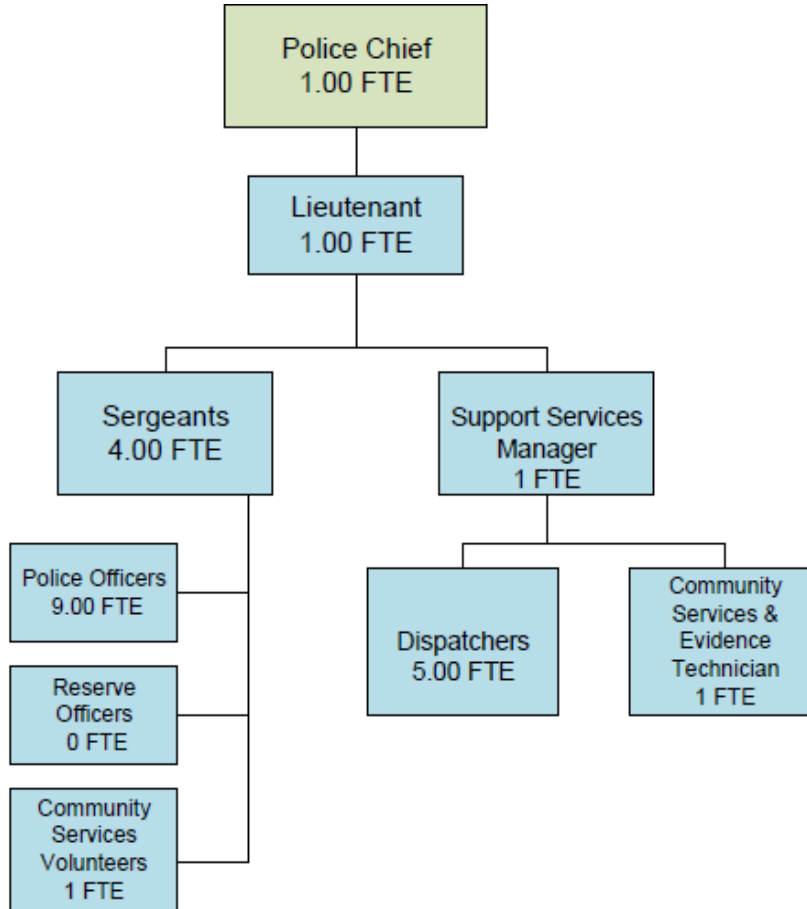 Police Chief
1.00 FTE
Lieutenant
1.00 FTE
Sergeants
4.00 FTE
Support Services
Manager
1 FTE
Police Officers
9.00 FTE
Reserve
Officers
0 FTE
Community
Services
Volunteers
1 FTE
Dispatchers
5.00 FTE
Community
Services &
Evidence
Technician
1 FTE